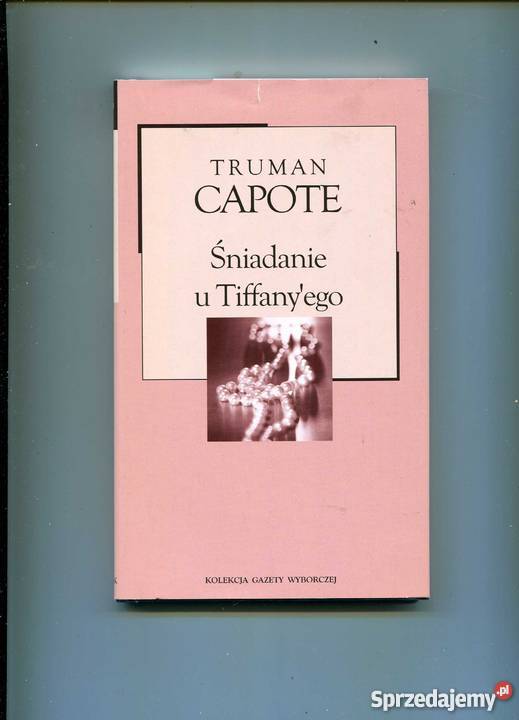 TRUMAN
CAPOTE
Śniadanie
u Tiffany'ego
KOLEKCJA GAZETY WYBORCZEJ
Sprzedajemy.pl